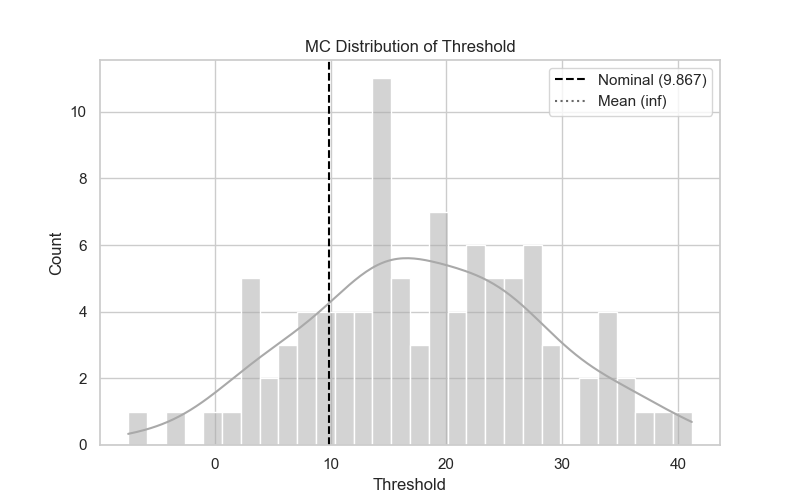 MC Distribution of Threshold
Nominal (9.867)
Mean (inf)
Count
10
8
6
4
2
0
0 10 20 30 40
Threshold